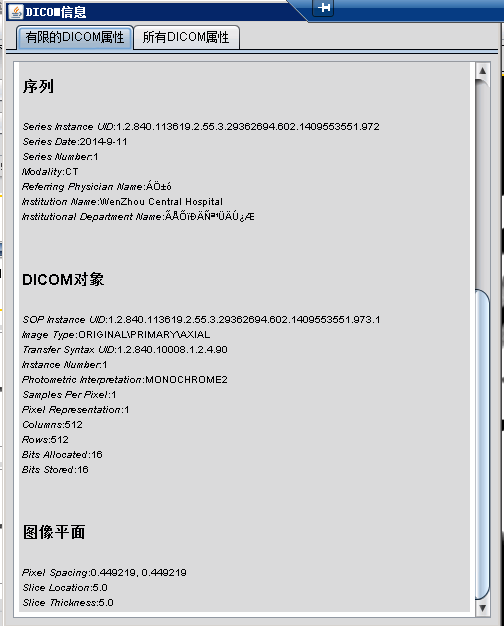 DICOM信息
有限的DICOM属性 所有DICOM属性
序列
Series Instance UID:1.2.840.113619.2.55.3.29362694.602.1409553551.972
Series Date:2014-9-11
Series Number:1
Modality:CT
Referring Physician Name:ÁÖ±ó
Institution Name:WenZhou Central Hospital
Institutional Department Name:ÃÅÕïÐÄÑª¹ÜÄÚ¿Æ
DICOM对象
SOP Instance UID:1.2.840.113619.2.55.3.29362694.602.1409553551.973.1
Image Type:ORIGINAL\PRIMARY\AXIAL
Transfer Syntax UID:1.2.840.10008.1.2.4.90
Instance Number:1
Photometric Interpretation:MONOCHROME2
Samples Per Pixel:1
Pixel Representation:1
Columns:512
Rows:512
Bits Allocated:16
Bits Stored:16
图像平面
Pixel Spacing:0.449219, 0.449219
Slice Location:5.0
Slice Thickness:5.0